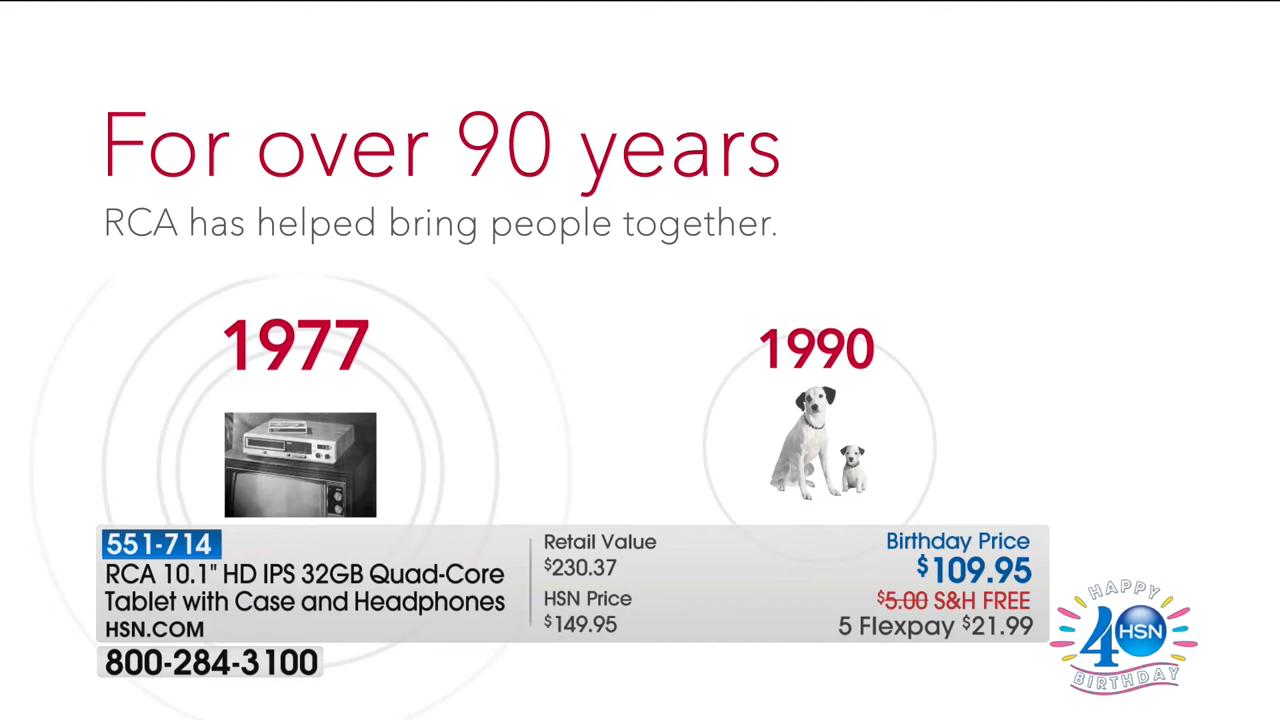 For over 90 years
RCA has helped bring people together.
1977
1990
551-714
RCA 10.1" HD IPS 32GB Quad-Core
Tablet with Case and Headphones
HSN.COM
800-284-3100
Retail Value
$230.37
HSN Price
$149.95
Birthday Price
$109.95
$5.00 S&H FREE
5 Flexpay $21.99
HAPPY
40 HSN
BIRTHDAY